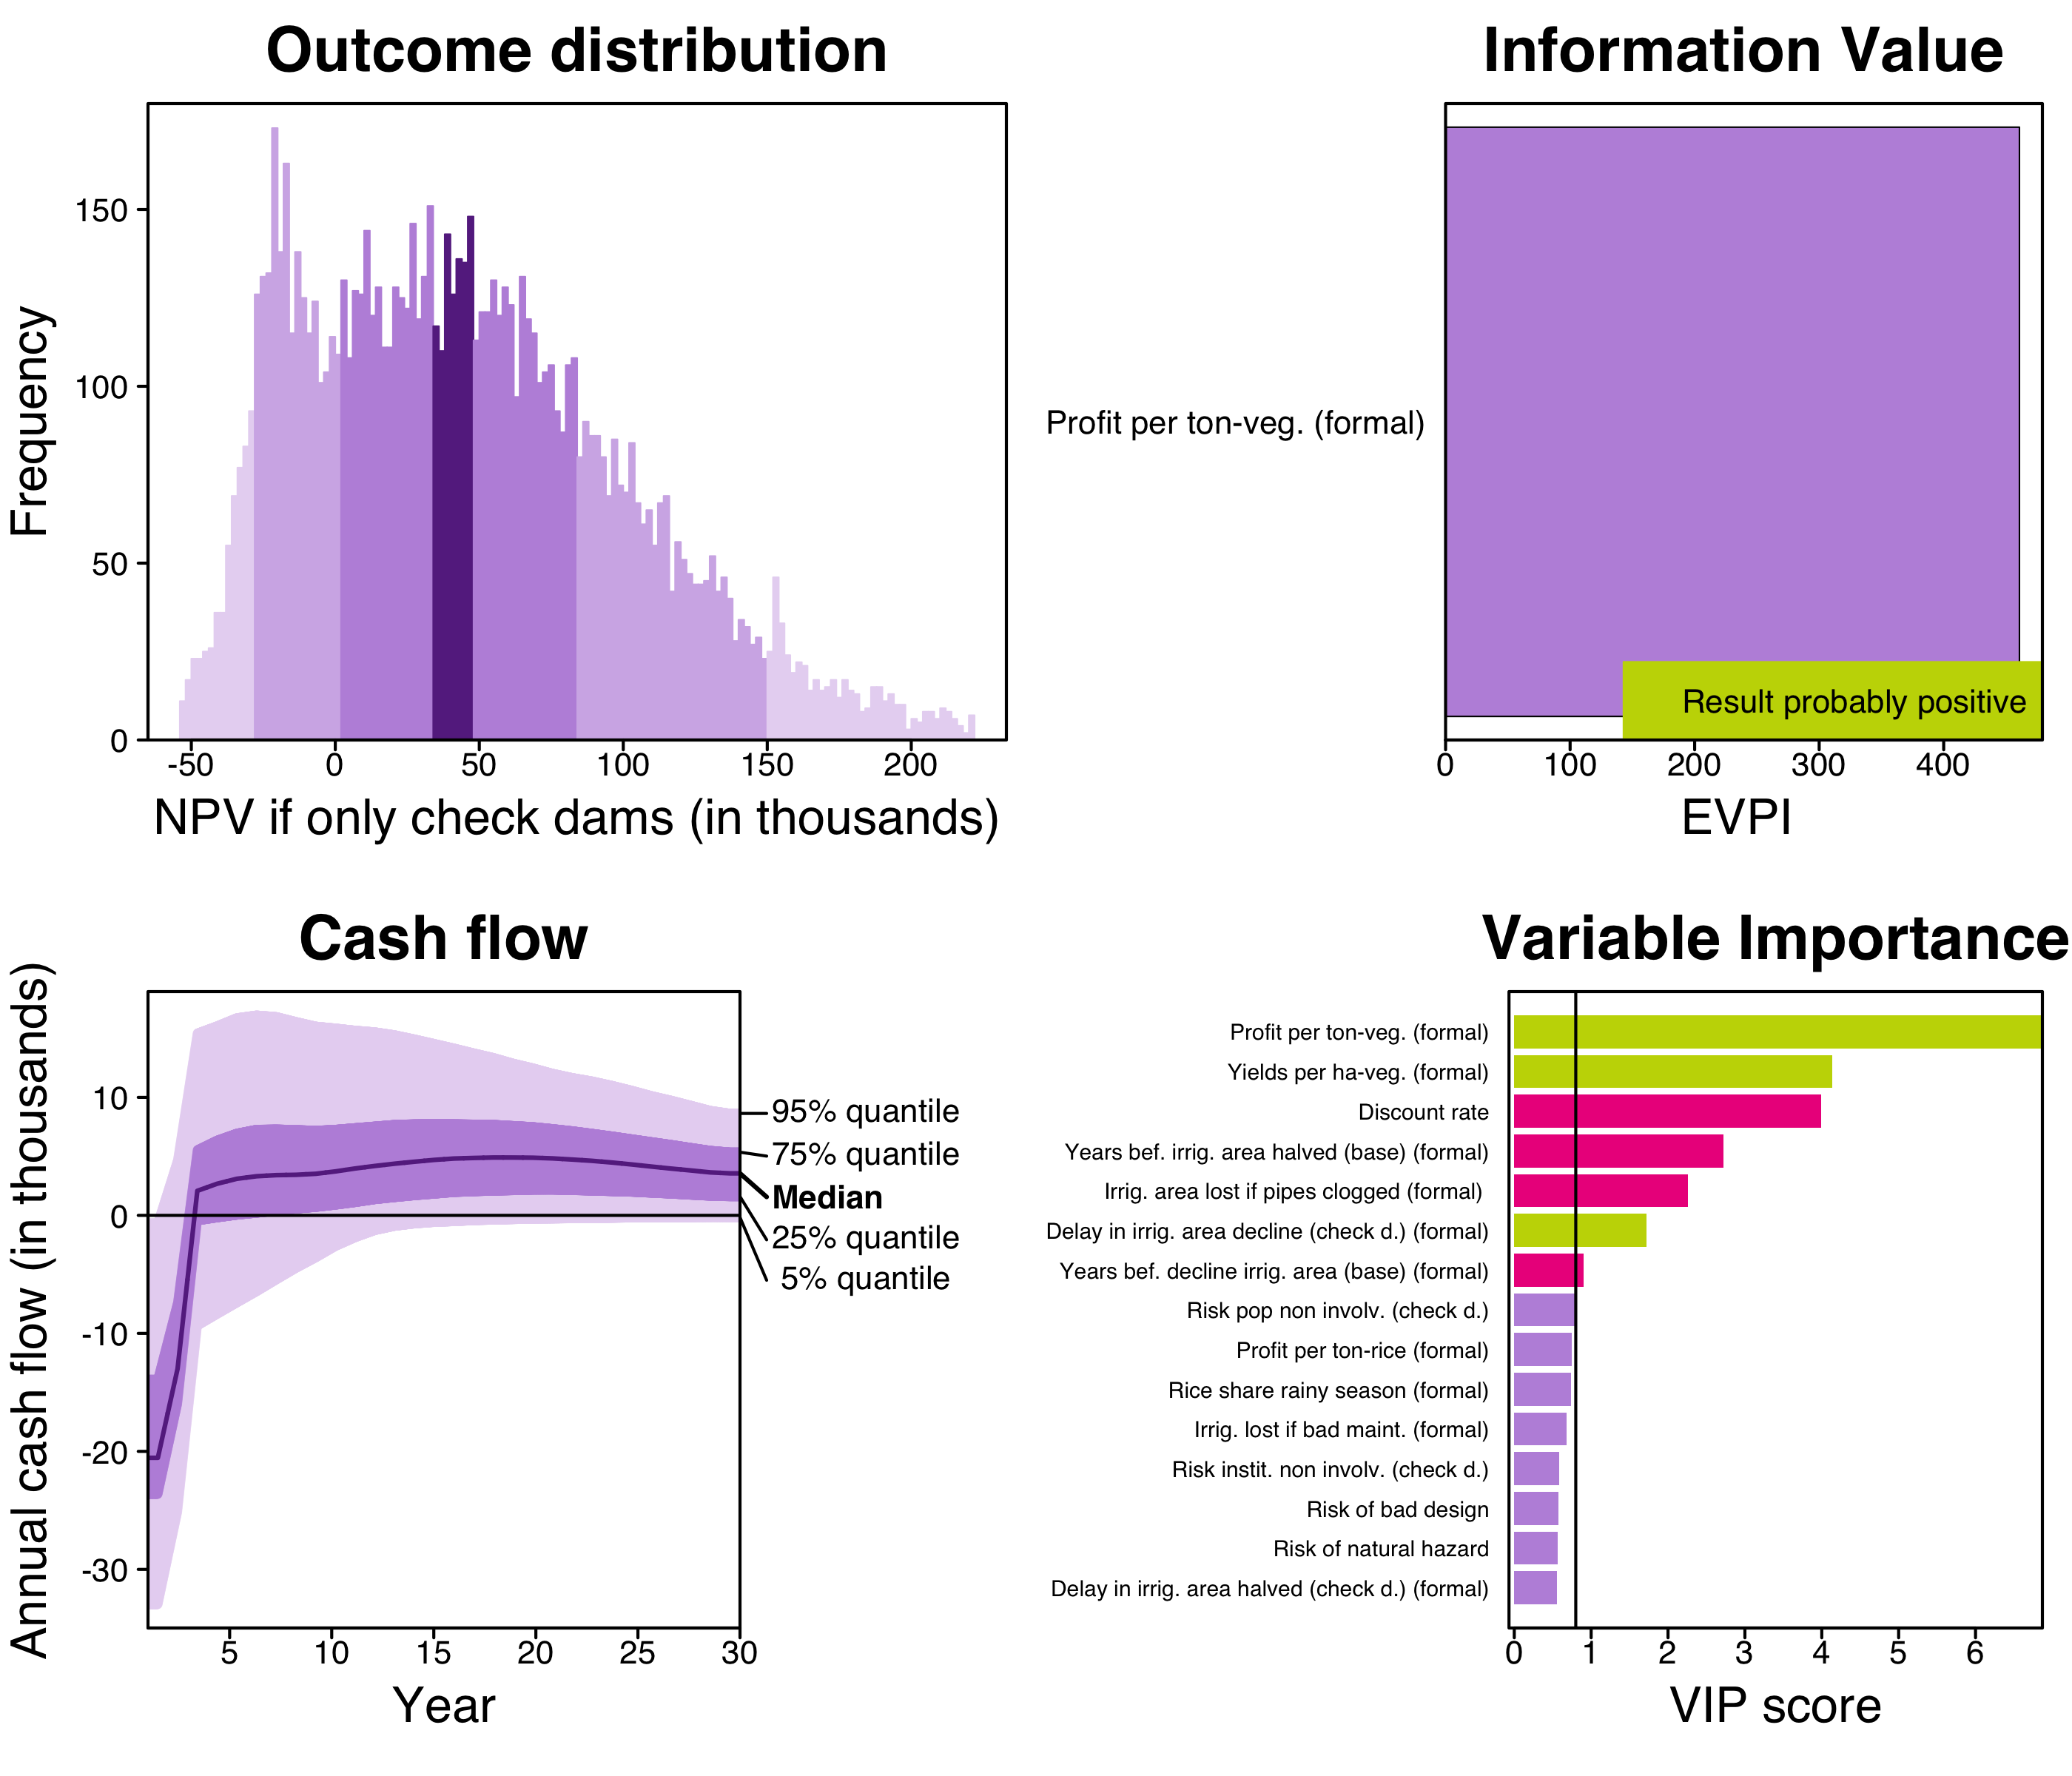 Outcome distribution
Frequency
150
100
50
0
-50 0 50 100 150 200
NPV if only check dams (in thousands)
Information Value
Profit per ton-veg. (formal)
Result probably positive
0 100 200 300 400
EVPI
Cash flow
Annual cash flow (in thousands)
10
0
-10
-20
-30
95% quantile
75% quantile
Median
25% quantile
5% quantile
5 10 15 20 25 30
Year
Variable Importance
Profit per ton-veg. (formal)
Yields per ha-veg. (formal)
Discount rate
Years bef. irrig. area halved (base) (formal)
Irrig. area lost if pipes clogged (formal)
Delay in irrig. area decline (check d.) (formal)
Years bef. decline irrig. area (base) (formal)
Risk pop non involv. (check d.)
Profit per ton-rice (formal)
Rice share rainy season (formal)
Irrig. lost if bad maint. (formal)
Risk instit. non involv. (check d.)
Risk of bad design
Risk of natural hazard
Delay in irrig. area halved (check d.) (formal)
0 1 2 3 4 5 6
VIP score